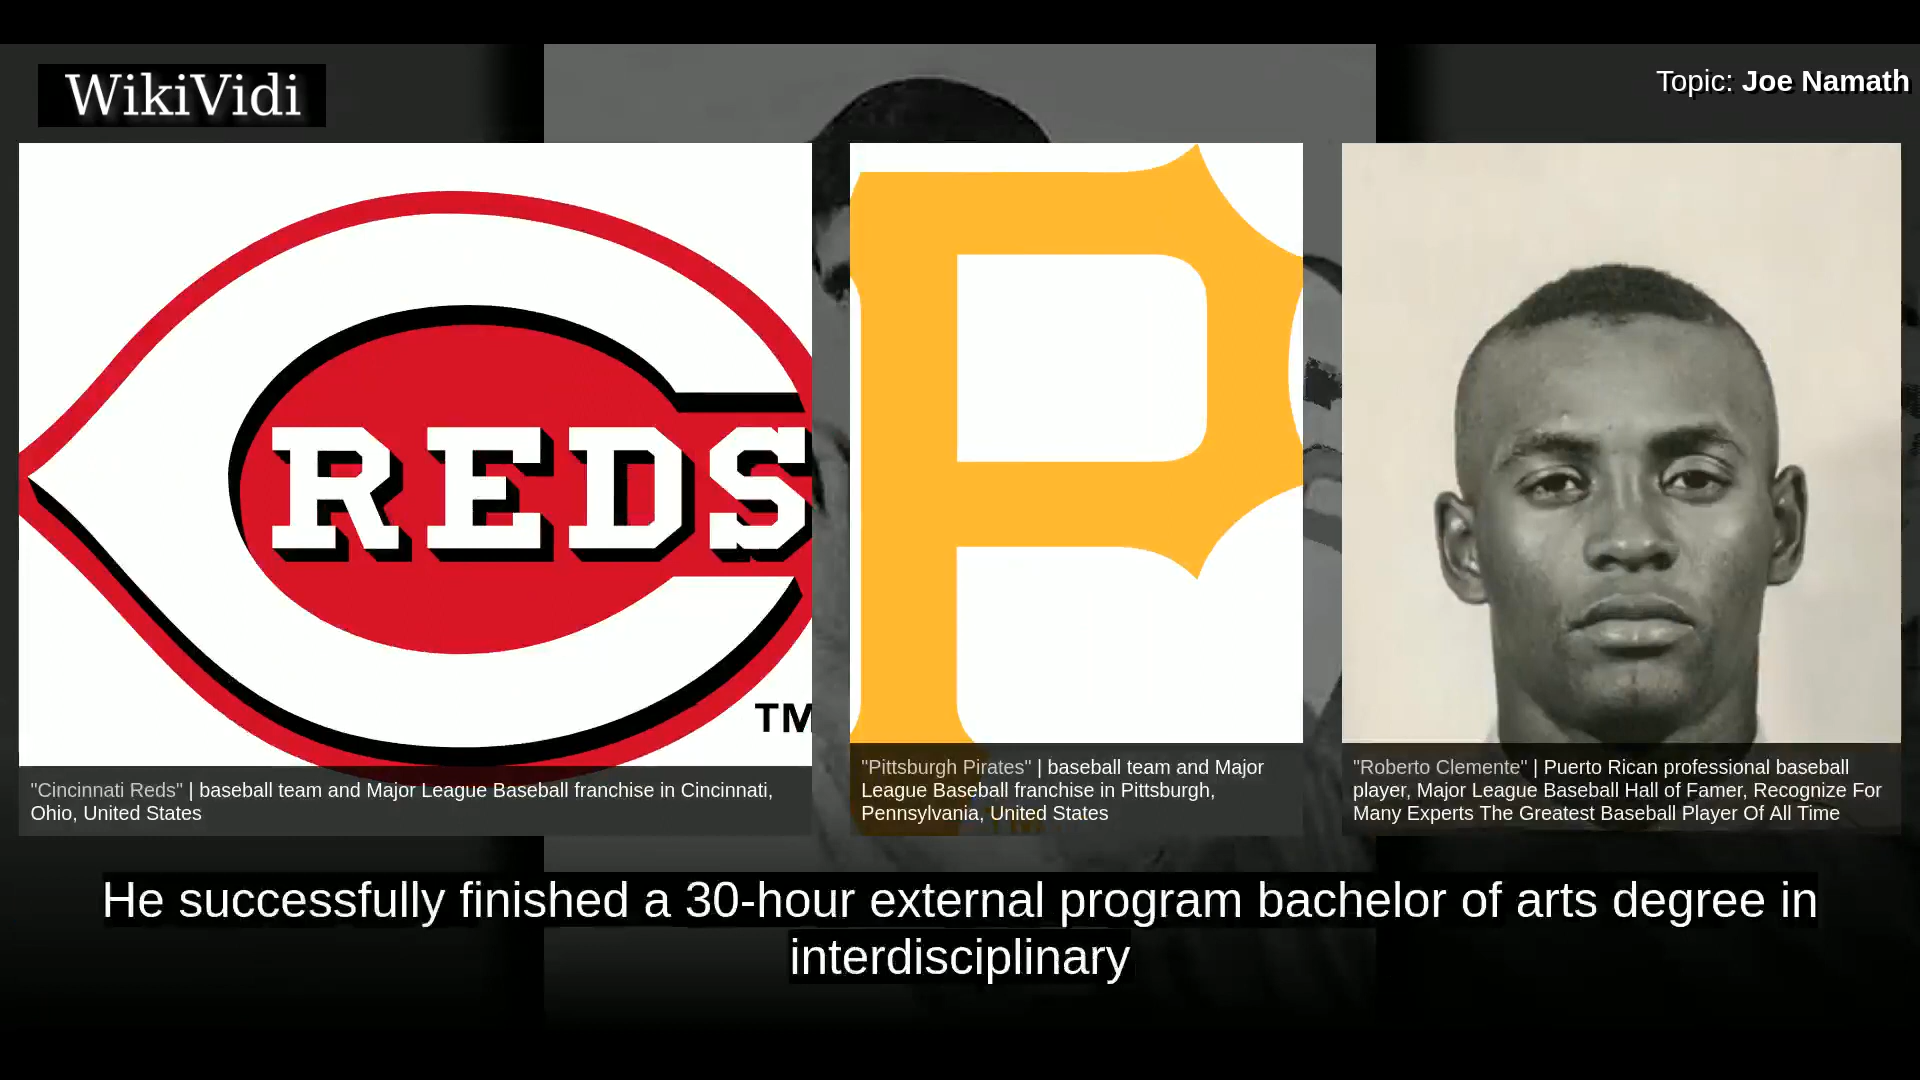 WikiVidi
Topic: Joe Namath
REDS
TM
P
"Cincinnati Reds" | baseball team and Major League Baseball franchise in Cincinnati,
Ohio, United States
"Pittsburgh Pirates" | baseball team and Major
League Baseball franchise in Pittsburgh,
Pennsylvania, United States
"Roberto Clemente" | Puerto Rican professional baseball
player, Major League Baseball Hall of Famer, Recognize For
Many Experts The Greatest Baseball Player Of All Time
He successfully finished a 30-hour external program bachelor of arts degree in
interdisciplinary